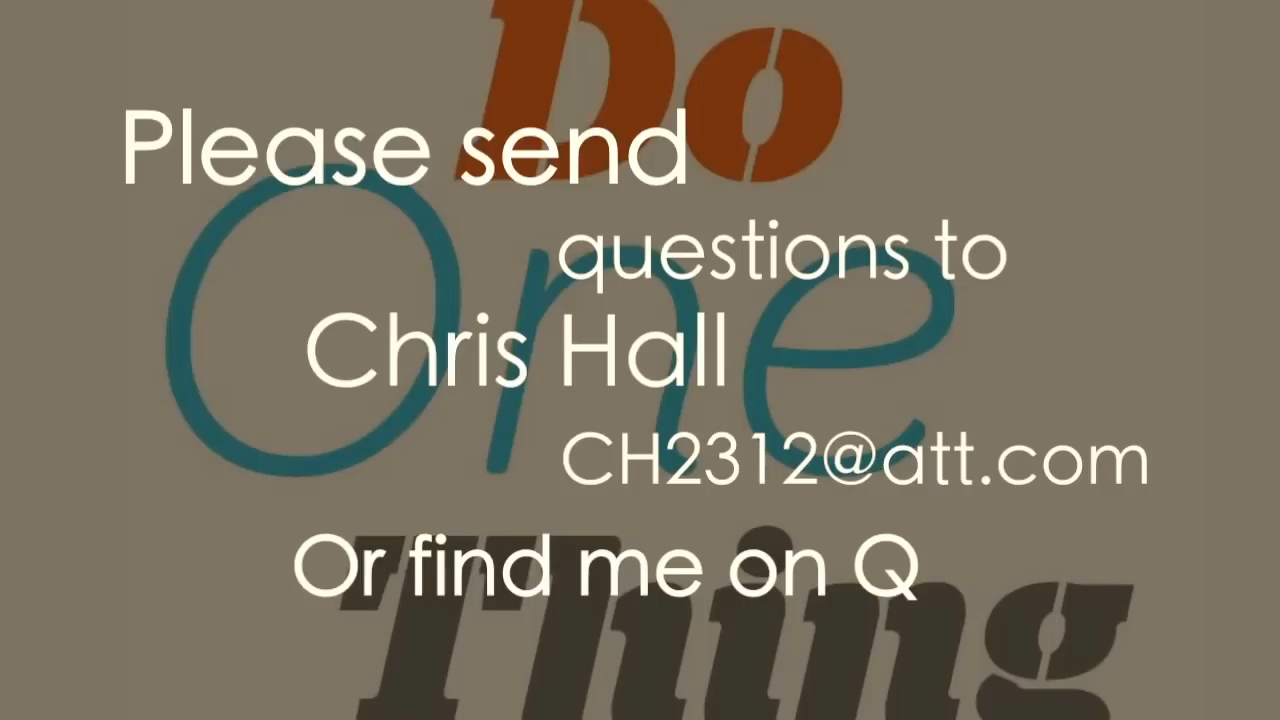 Do
Please send
One
questions to
Chris Hall
CH2312@att.com
Or find me on Q
Thing